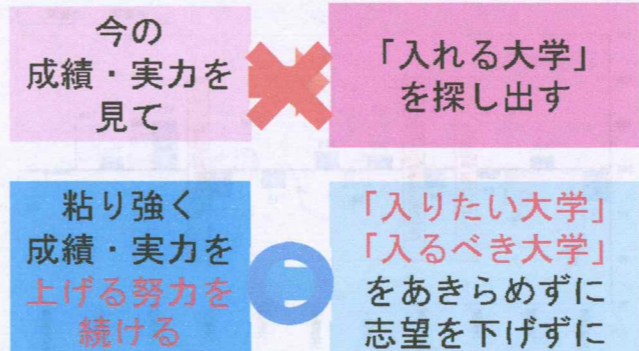 今の
成績・実力を
見て
「入れる大学」
を探し出す
粘り強く
成績・実力を
上げる努力を
続ける
「入りたい大学」
「入るべき大学」
をあきらめずに
志望を下げずに